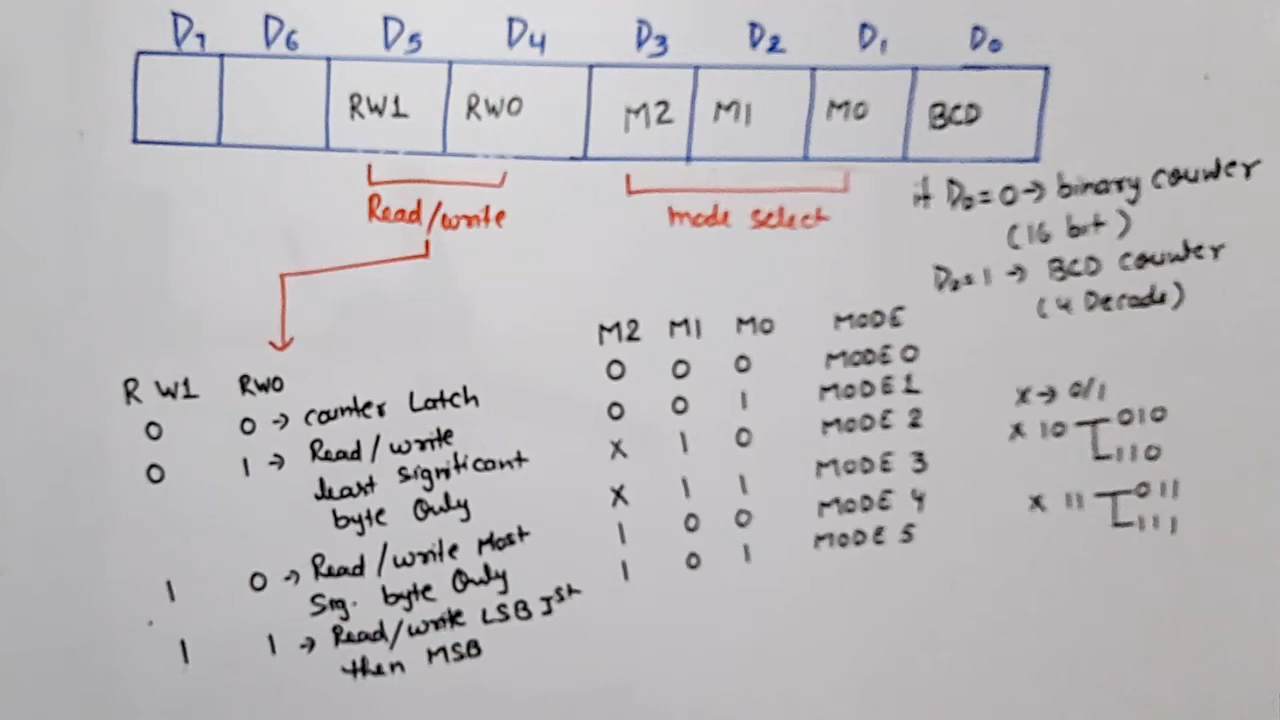 D7 D6 D5 D4 D3 D2 D1 D0
RW1 RW0 M2 M1 M0 BCD
Read/write
mode select
if D0=0→ binary counter
(16 bit)
D0=1 → BCD counter
(4 Decade)
RW1 RW0
0 0→ counter Latch
0 1→ Read/write
least significant
byte Only
1 0→ Read/write Most
Sig. byte Only
1 1→ Read/write LSB Ist
then MSB
M2 M1 M0 MODE
0 0 0 MODE 0
0 0 1 MODE 1
X 1 0 MODE 2
X 1 1 MODE 3
1 0 0 MODE 4
1 0 1 MODE 5
X→ 0/1
X 10 010
110
X 11 011
111